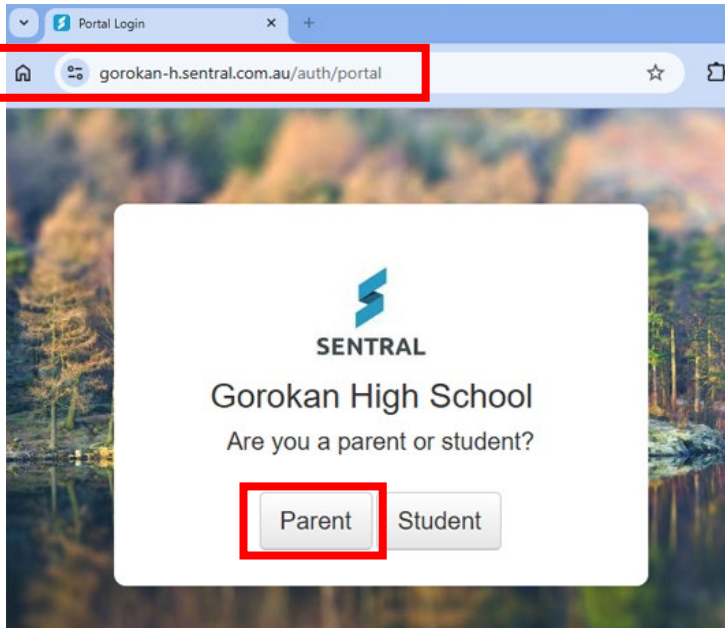 Portal Login
gorokan-h.sentral.com.au/auth/portal
SENTRAL
Gorokan High School
Are you a parent or student?
Parent Student